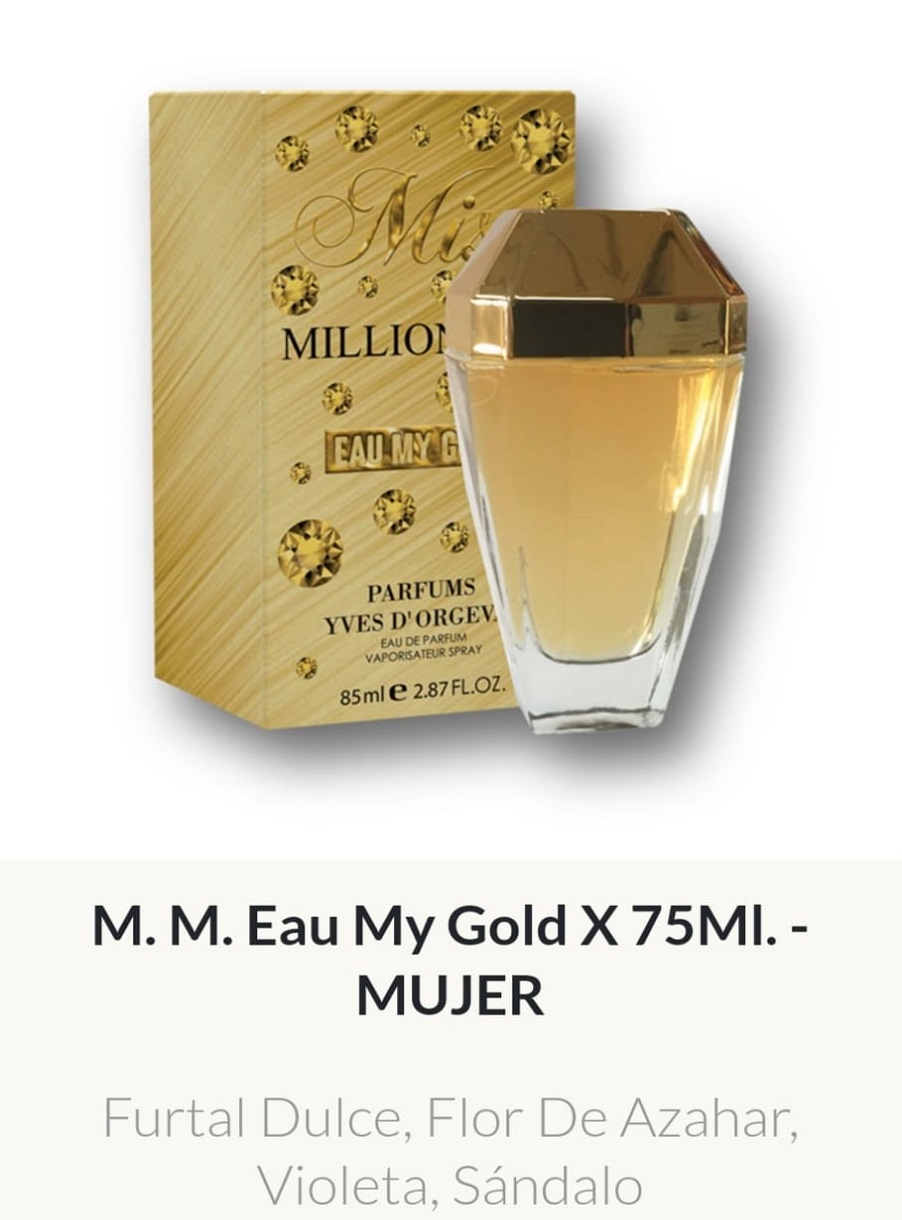 Mis
MILLION
EAU MY G
PARFUMS
YVES D'ORGEV
EAU DE PARFUM
VAPORISATEUR SPRAY
85ml e 2.87 FL.OZ.
M. M. Eau My Gold X 75Ml. -
MUJER
Furtal Dulce, Flor De Azahar,
Violeta, Sándalo